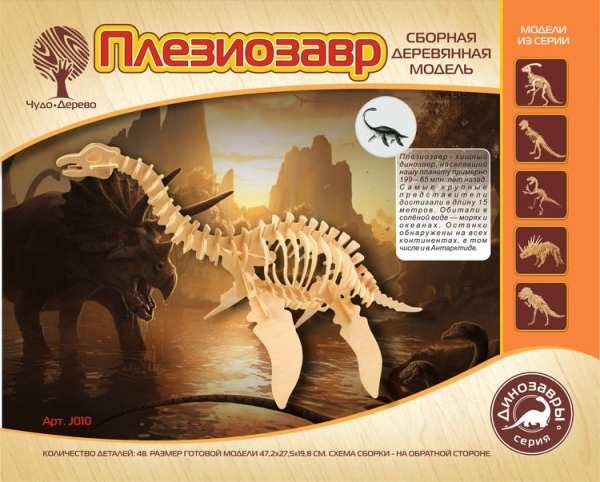 Плезиозавр
СБОРНАЯ
ДЕРЕВЯННАЯ
МОДЕЛЬ
МОДЕЛИ
ИЗ СЕРИИ
Чудо-Дерево
Плезиозавр - хищный
динозавр, населявший
нашу планету примерно
199 – 65 млн. лет назад.
Самые крупные
представители
достигали в длину 15
метров. Обитали в
солёной воде — морях и
океанах. Останки
обнаружены на всех
континентах, в том
числе и в Антарктиде.
Арт. J010
Динозавры
серия
КОЛИЧЕСТВО ДЕТАЛЕЙ: 48. РАЗМЕР ГОТОВОЙ МОДЕЛИ 47,2х27,5х19,8 СМ. СХЕМА СБОРКИ - НА ОБРАТНОЙ СТОРОНЕ.